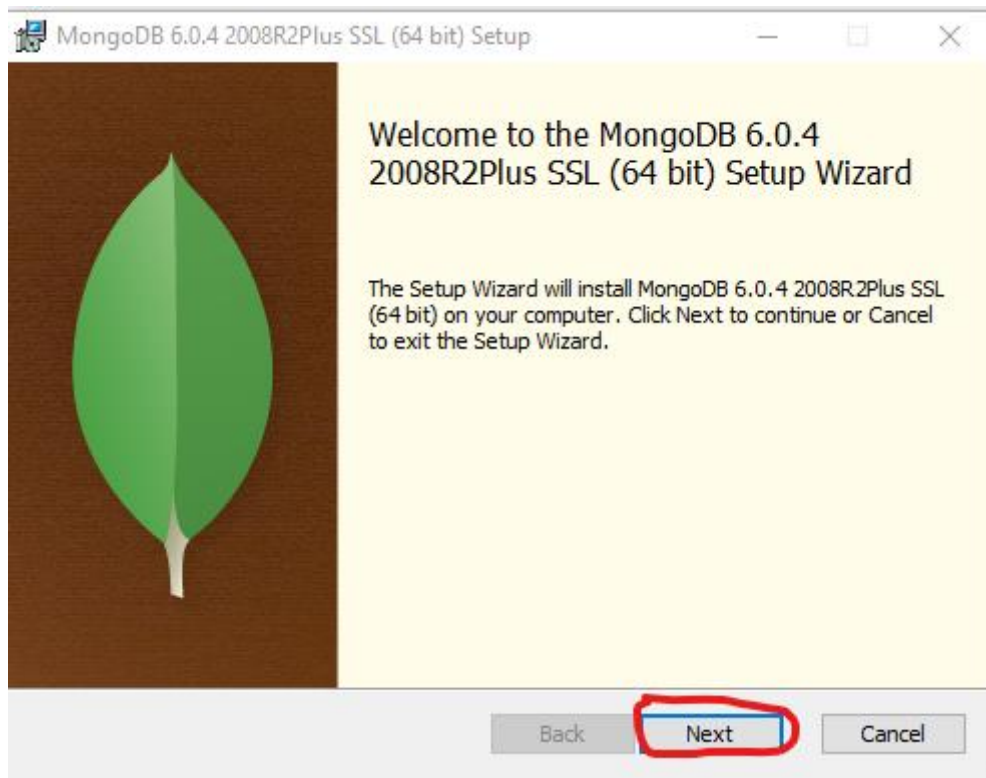 MongoDB 6.0.4 2008R2Plus SSL (64 bit) Setup
Welcome to the MongoDB 6.0.4
2008R2Plus SSL (64 bit) Setup Wizard
The Setup Wizard will install MongoDB 6.0.4 2008R2Plus SSL
(64 bit) on your computer. Click Next to continue or Cancel
to exit the Setup Wizard.
Back Next Cancel